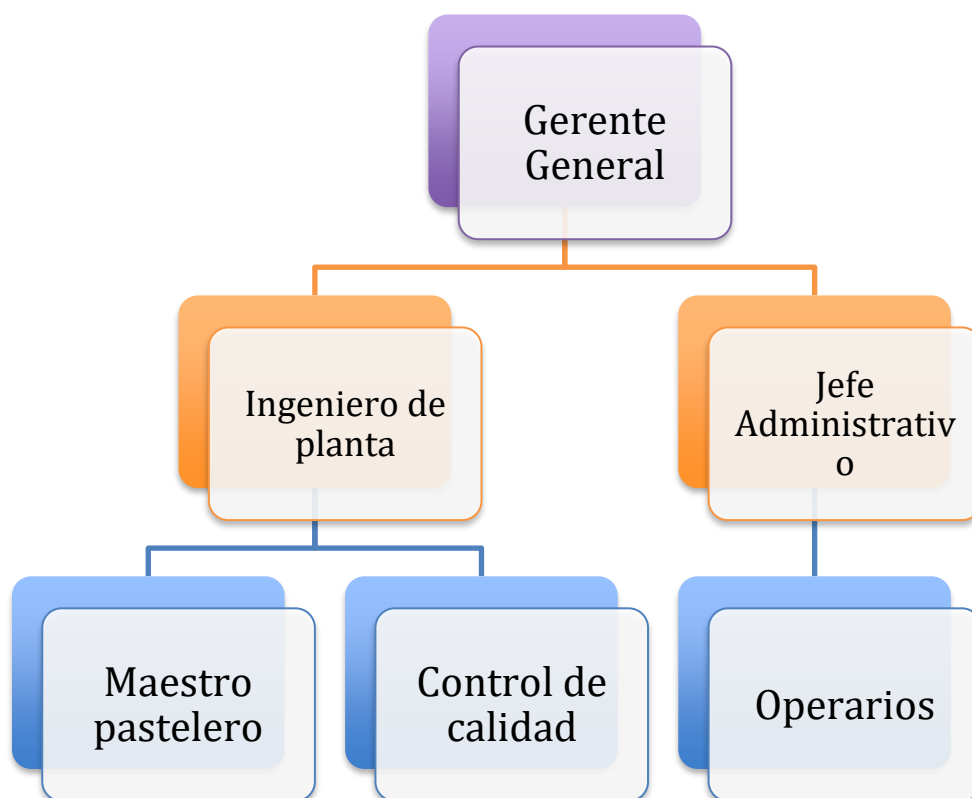 Gerente
General
Ingeniero de
planta
Jefe
Administrativ
o
Maestro
pastelero
Control de
calidad
Operarios